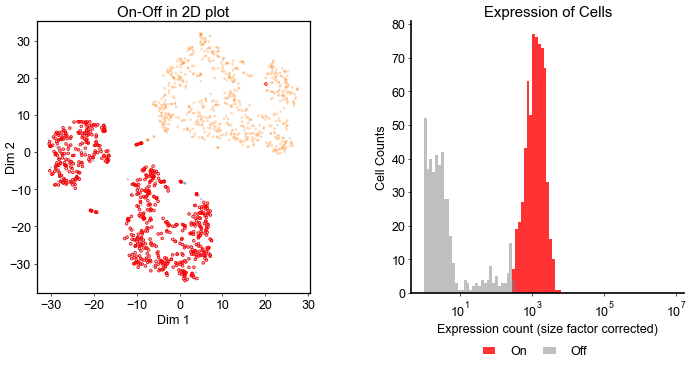 On-Off in 2D plot
30
20
10
0
−10
−20
−30
Dim 2
−30 −20 −10 0 10 20 30
Dim 1
Expression of Cells
80
70
60
50
40
30
20
10
0
Cell Counts
10^1 10^3 10^5 10^7
Expression count (size factor corrected)
On Off